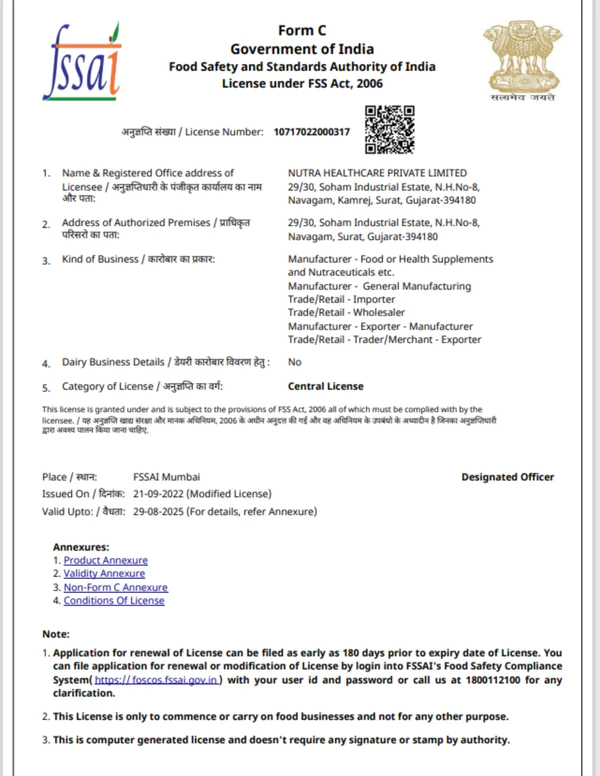 fssai
Form C
Government of India
Food Safety and Standards Authority of India
License under FSS Act, 2006
सत्यमेव जयते
अनुज्ञप्ति संख्या / License Number: 10717022000317
1. Name & Registered Office address of NUTRA HEALTHCARE PRIVATE LIMITED
Licensee / अनुज्ञप्तिधारी के पंजीकृत कार्यालय का नाम 29/30, Soham Industrial Estate, N.H.No-8,
और पता: Navagam, Kamrej, Surat, Gujarat-394180
2. Address of Authorized Premises / प्राधिकृत 29/30, Soham Industrial Estate, N.H.No-8,
परिसरो का पता: Navagam, Surat, Gujarat-394180
3. Kind of Business / कारोबार का प्रकार: Manufacturer - Food or Health Supplements
and Nutraceuticals etc.
Manufacturer - General Manufacturing
Trade/Retail - Importer
Trade/Retail - Wholesaler
Manufacturer - Exporter - Manufacturer
Trade/Retail - Trader/Merchant - Exporter
4. Dairy Business Details / डेयरी कारोबार विवरण हेतु : No
5. Category of License / अनुज्ञप्ति का वर्ग: Central License
This license is granted under and is subject to the provisions of FSS Act, 2006 all of which must be complied with by the
licensee. / यह अनुज्ञप्ति खाद्य संरक्षा और मानक अधिनियम, 2006 के अधीन अनुदत्त की गई और वह अधिनियम के उपबंधो के अध्यादीन है जिनका अनुज्ञप्तिधारी
द्वारा अवश्य पालन किया जाना चाहिए.
Place / स्थान: FSSAI Mumbai Designated Officer
Issued On / दिनांक: 21-09-2022 (Modified License)
Valid Upto: / वैधता: 29-08-2025 (For details, refer Annexure)
Annexures:
1. Product Annexure
2. Validity Annexure
3. Non-Form C Annexure
4. Conditions Of License
Note:
1. Application for renewal of License can be filed as early as 180 days prior to expiry date of License. You
can file application for renewal or modification of License by login into FSSAI's Food Safety Compliance
System( https://foscos.fssai.gov.in ) with your user id and password or call us at 1800112100 for any
clarification.
2. This License is only to commence or carry on food businesses and not for any other purpose.
3. This is computer generated license and doesn't require any signature or stamp by authority.